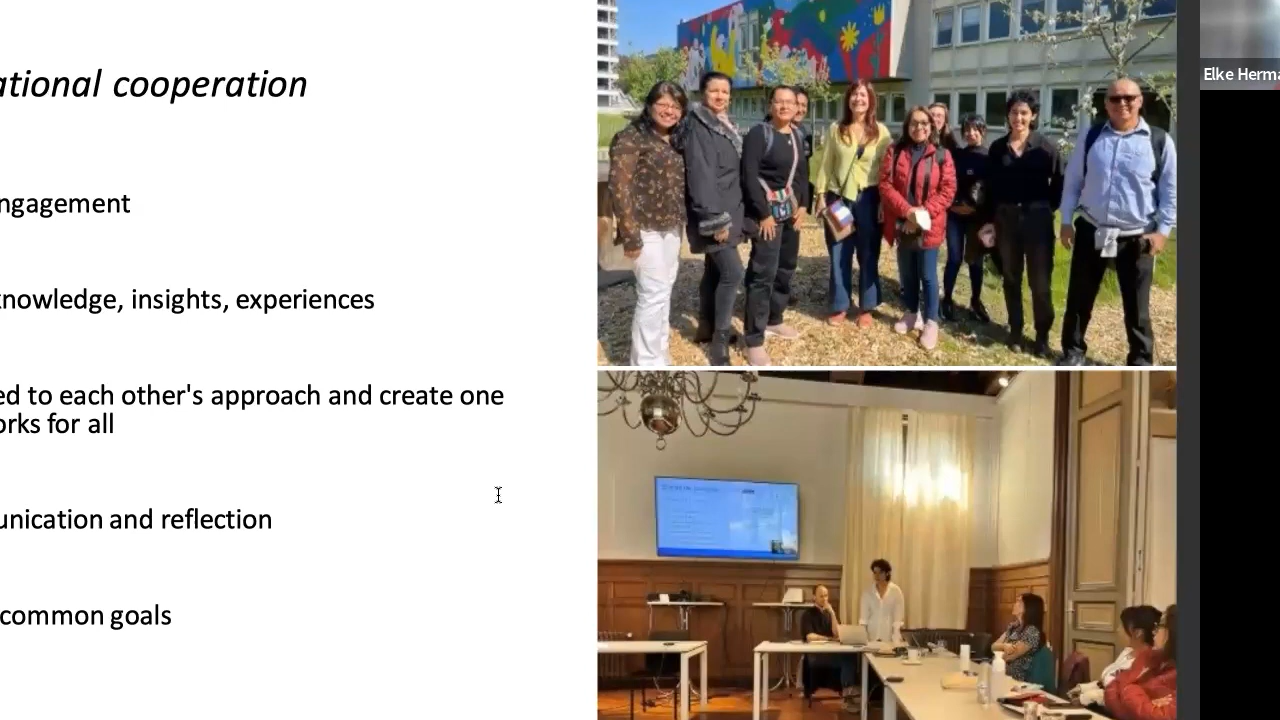 ational cooperation
ngagement
knowledge, insights, experiences
ed to each other's approach and create one
orks for all
unication and reflection
common goals
Elke Herma